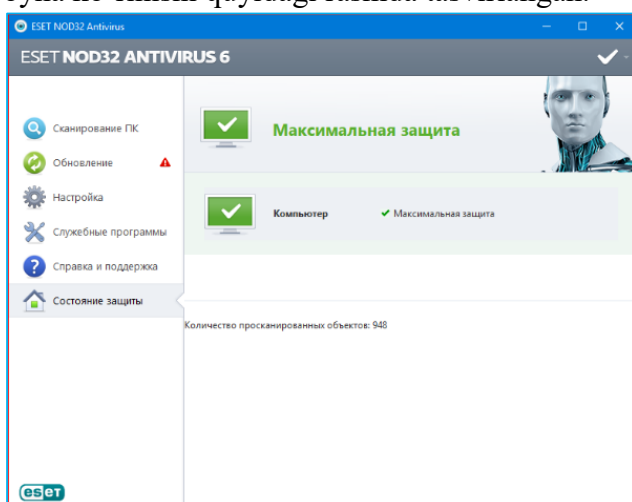 ESET NOD32 Antivirus
ESET NOD32 ANTIVIRUS 6
Сканирование ПК
Обновление
Настройка
Служебные программы
Справка и поддержка
Состояние защиты
Максимальная защита
Компьютер Максимальная защита
Количество просканированных объектов: 948
eset